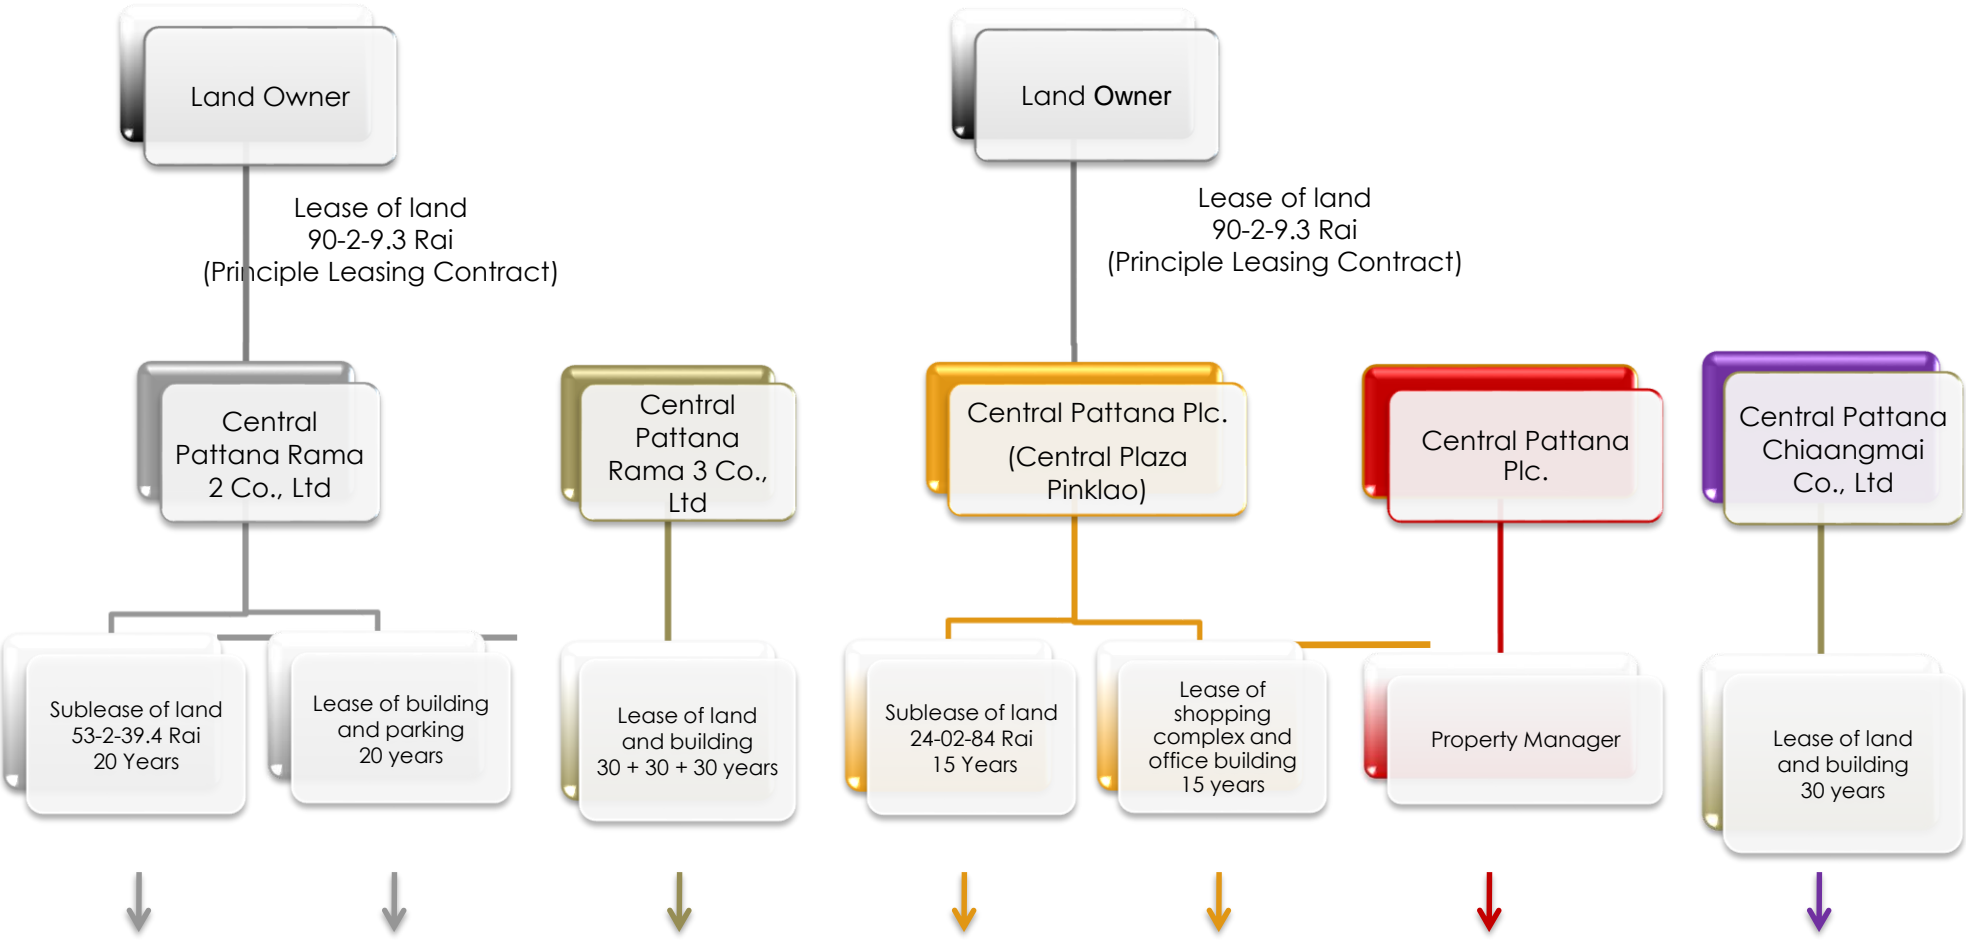 Land Owner
Lease of land
90-2-9.3 Rai
(Principle Leasing Contract)
Land Owner
Lease of land
90-2-9.3 Rai
(Principle Leasing Contract)
Central
Pattana Rama
2 Co., Ltd
Central
Pattana
Rama 3 Co.,
Ltd
Central Pattana Plc.
(Central Plaza
Pinklao)
Central Pattana
Plc.
Central Pattana
Chiaangmai
Co., Ltd
Sublease of land
53-2-39.4 Rai
20 Years
Lease of building
and parking
20 years
Lease of land
and building
30 + 30 + 30 years
Sublease of land
24-02-84 Rai
15 Years
Lease of
shopping
complex and
office building
15 years
Property Manager
Lease of land
and building
30 years